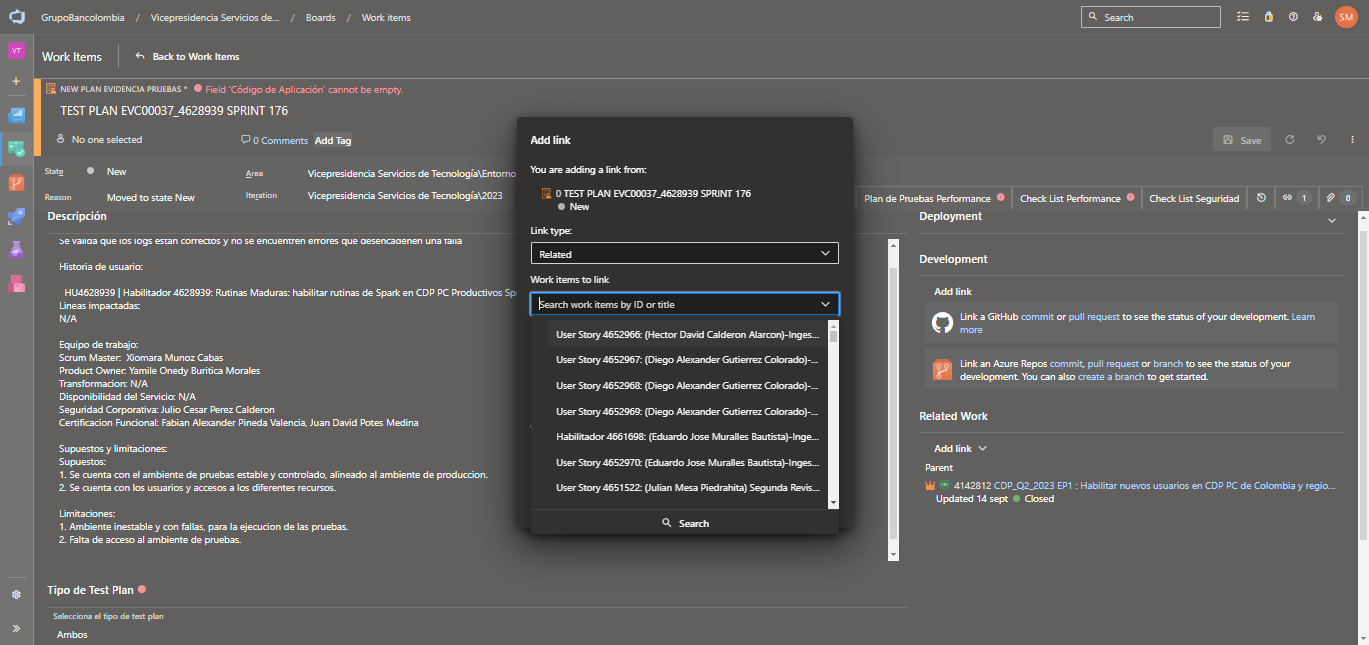 GrupoBancolombia / Vicepresidencia Servicios de... / Boards / Work items
Search
SM
VT
Work Items
Back to Work Items
NEW PLAN EVIDENCIA PRUEBAS * Field 'Código de Aplicación' cannot be empty.
TEST PLAN EVC00037_4628939 SPRINT 176
No one selected
0 Comments
Add Tag
Save
State
New
Area
Vicepresidencia Servicios de Tecnología\Entorno
Reason
Moved to state New
Iteration
Vicepresidencia Servicios de Tecnología\2023
Plan de Pruebas Performance
Check List Performance
Check List Seguridad
1
0
Descripción
Se valida que los logs estan correctos y no se encuentren errores que desencadenen una falla
Historia de usuario:
HU4628939 | Habilitador 4628939: Rutinas Maduras: habilitar rutinas de Spark en CDP PC Productivos Sp
Lineas impactadas:
N/A
Equipo de trabajo:
Scrum Master: Xiomara Munoz Cabas
Product Owner: Yamile Onedy Buritica Morales
Transformacion: N/A
Disponibilidad del Servicio: N/A
Seguridad Corporativa: Julio Cesar Perez Calderon
Certificacion Funcional: Fabian Alexander Pineda Valencia, Juan David Potes Medina
Supuestos y limitaciones:
Supuestos:
1. Se cuenta con el ambiente de pruebas estable y controlado, alineado al ambiente de produccion.
2. Se cuenta con los usuarios y accesos a los diferentes recursos.
Limitaciones:
1. Ambiente inestable y con fallas, para la ejecucion de las pruebas.
2. Falta de acceso al ambiente de pruebas.
Tipo de Test Plan
Selecciona el tipo de test plan
Ambos
Add link
You are adding a link from:
0 TEST PLAN EVC00037_4628939 SPRINT 176
New
Link type:
Related
Work items to link
Search work items by ID or title
User Story 4652966: (Hector David Calderon Alarcon)-Inges...
User Story 4652967: (Diego Alexander Gutierrez Colorado)-...
User Story 4652968: (Diego Alexander Gutierrez Colorado)-...
User Story 4652969: (Diego Alexander Gutierrez Colorado)-...
Habilitador 4661698: (Eduardo Jose Muralles Bautista)-Inge...
User Story 4652970: (Eduardo Jose Muralles Bautista)-Inges...
User Story 4651522: (Julian Mesa Piedrahita) Segunda Revis...
Search
Deployment
Development
Add link
Link a GitHub commit or pull request to see the status of your development. Learn
more
Link an Azure Repos commit, pull request or branch to see the status of your
development. You can also create a branch to get started.
Related Work
Add link
Parent
4142812 CDP_Q2_2023 EP1 : Habilitar nuevos usuarios en CDP PC de Colombia y regio...
Updated 14 sept Closed